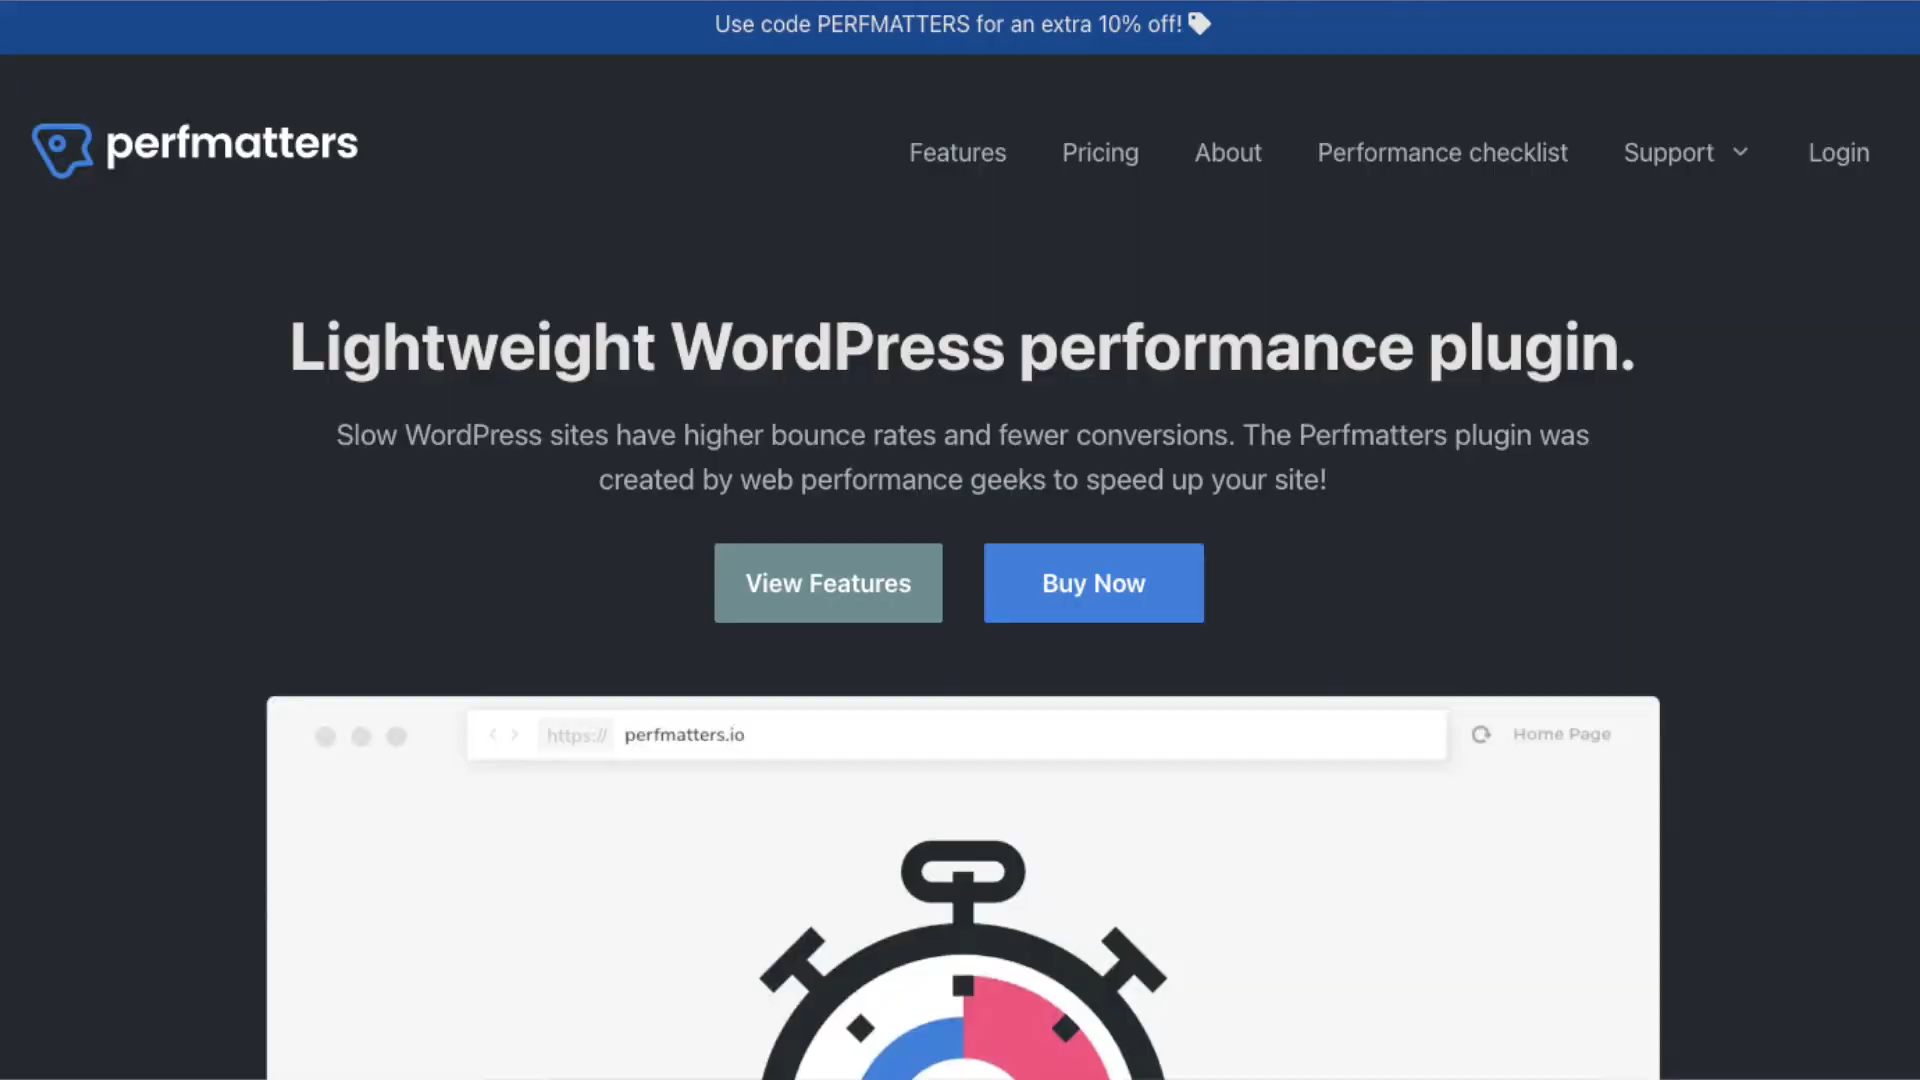 Use code PERFMATTERS for an extra 10% off!
perfmatters
Features Pricing About Performance checklist Support Login
Lightweight WordPress performance plugin.
Slow WordPress sites have higher bounce rates and fewer conversions. The Perfmatters plugin was
created by web performance geeks to speed up your site!
View Features Buy Now
https:// perfmatters.io Home Page